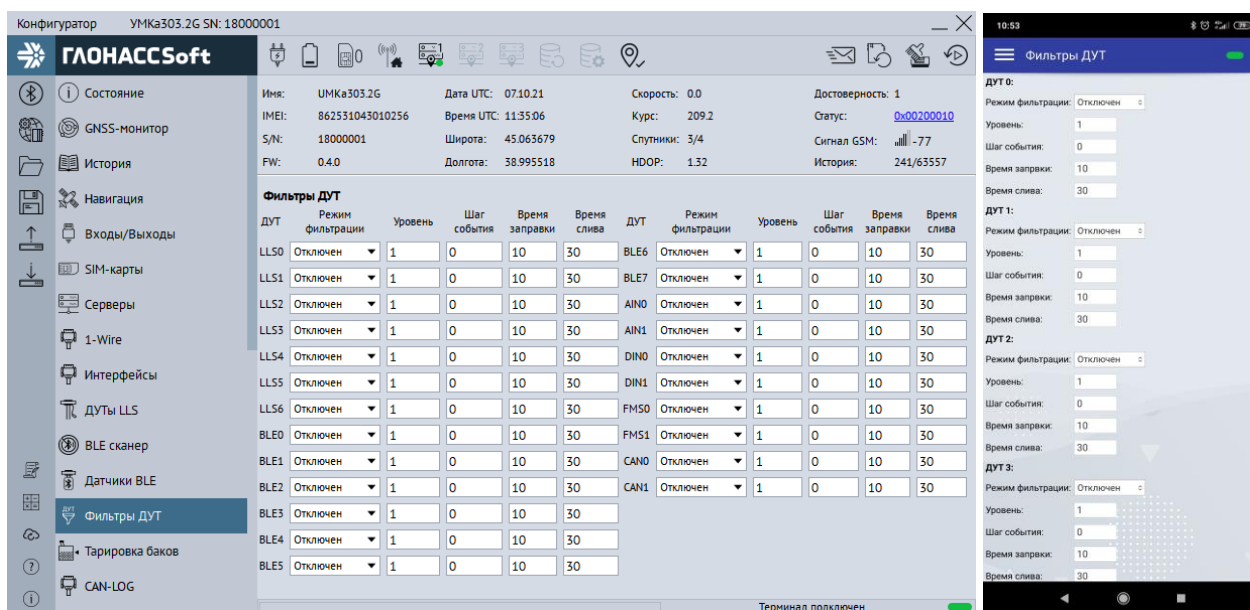 Конфигуратор УМКа303.2G SN: 18000001
ГЛОНАССSoft
0
Состояние
GNSS-монитор
История
Навигация
Входы/Выходы
SIM-карты
Серверы
1-Wire
Интерфейсы
ДУТы LLS
BLE сканер
Датчики BLE
Фильтры ДУТ
Тарировка баков
CAN-LOG
Имя: UMKa303.2G Дата UTC: 07.10.21 Скорость: 0.0 Достоверность: 1
IMEI: 862531043010256 Время UTC: 11:35:06 Курс: 209.2 Статус: 0x00200010
S/N: 18000001 Широта: 45.063679 Спутники: 3/4 Сигнал GSM: -77
FW: 0.4.0 Долгота: 38.995518 HDOP: 1.32 История: 241/63557
Фильтры ДУТ
ДУТ Режим фильтрации Уровень Шаг события Время заправки Время слива ДУТ Режим фильтрации Уровень Шаг события Время заправки Время слива
LLS0 Отключен 1 0 10 30 BLE6 Отключен 1 0 10 30
LLS1 Отключен 1 0 10 30 BLE7 Отключен 1 0 10 30
LLS2 Отключен 1 0 10 30 AIN0 Отключен 1 0 10 30
LLS3 Отключен 1 0 10 30 AIN1 Отключен 1 0 10 30
LLS4 Отключен 1 0 10 30 DIN0 Отключен 1 0 10 30
LLS5 Отключен 1 0 10 30 DIN1 Отключен 1 0 10 30
LLS6 Отключен 1 0 10 30 FMS0 Отключен 1 0 10 30
BLE0 Отключен 1 0 10 30 FMS1 Отключен 1 0 10 30
BLE1 Отключен 1 0 10 30 CAN0 Отключен 1 0 10 30
BLE2 Отключен 1 0 10 30 CAN1 Отключен 1 0 10 30
BLE3 Отключен 1 0 10 30
BLE4 Отключен 1 0 10 30
BLE5 Отключен 1 0 10 30
Терминал подключен
10:53
Фильтры ДУТ
ДУТ 0:
Режим фильтрации: Отключен
Уровень: 1
Шаг события: 0
Время запрвки: 10
Время слива: 30
ДУТ 1:
Режим фильтрации: Отключен
Уровень: 1
Шаг события: 0
Время запрвки: 10
Время слива: 30
ДУТ 2:
Режим фильтрации: Отключен
Уровень: 1
Шаг события: 0
Время запрвки: 10
Время слива: 30
ДУТ 3:
Режим фильтрации: Отключен
Уровень: 1
Шаг события: 0
Время запрвки: 10
Время слива: 30